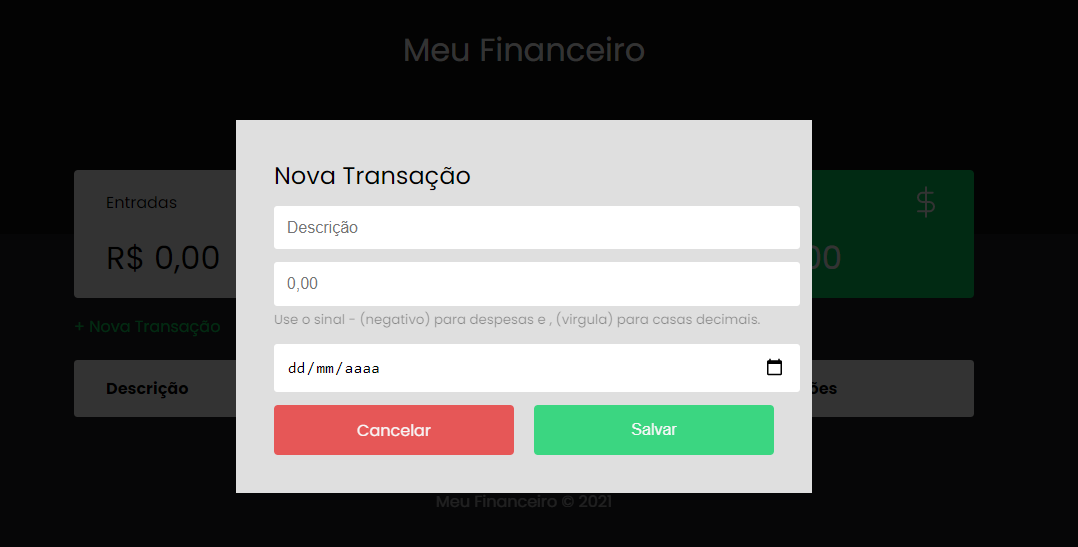 Meu Financeiro
Nova Transação
Entradas
$
Descrição
R$ 0,00
00
0,00
Use o sinal - (negativo) para despesas e , (virgula) para casas decimais.
+ Nova Transação
dd/mm/aaaa
Descrição
ões
Cancelar
Salvar
Meu Financeiro © 2021